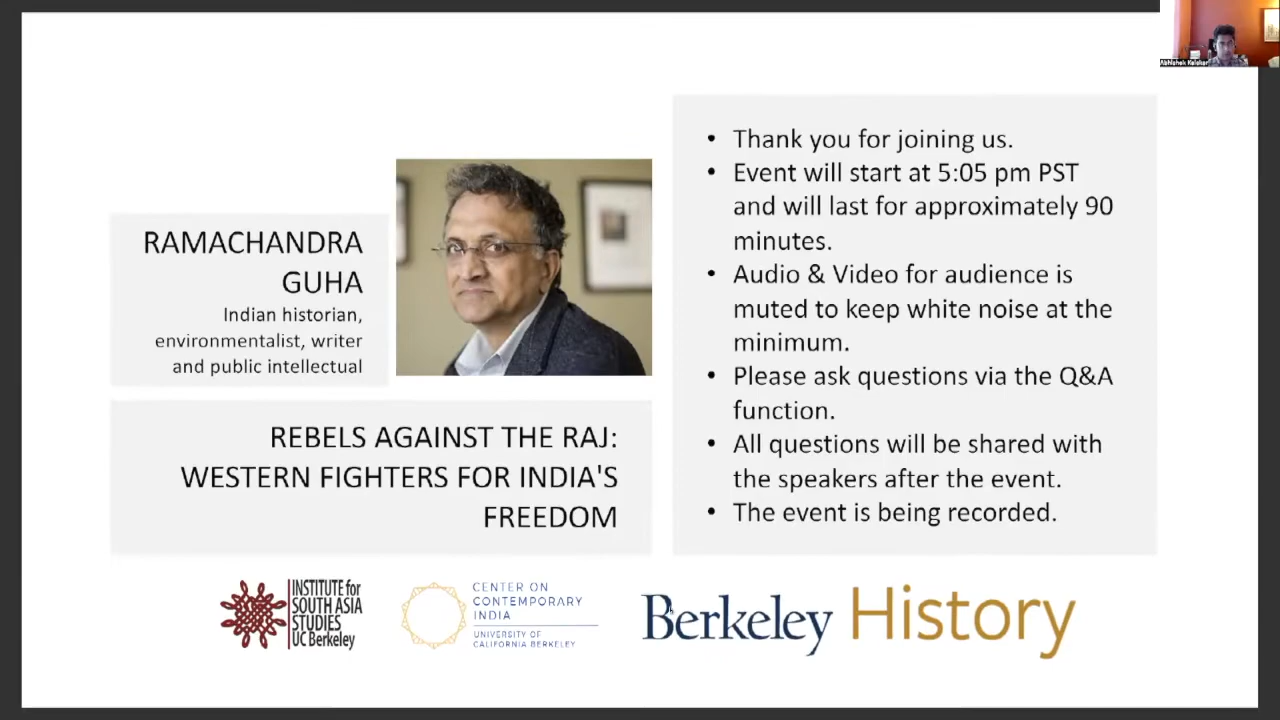 RAMACHANDRA
GUHA
Indian historian,
environmentalist, writer
and public intellectual
REBELS AGAINST THE RAJ:
WESTERN FIGHTERS FOR INDIA'S
FREEDOM
• Thank you for joining us.
• Event will start at 5:05 pm PST
and will last for approximately 90
minutes.
• Audio & Video for audience is
muted to keep white noise at the
minimum.
• Please ask questions via the Q&A
function.
• All questions will be shared with
the speakers after the event.
• The event is being recorded.
INSTITUTE for
SOUTH ASIA
STUDIES
UC Berkeley
CENTER ON
CONTEMPORARY
INDIA
UNIVERSITY OF
CALIFORNIA BERKELEY
Berkeley History